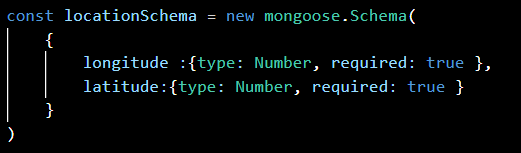 const locationSchema = new mongoose.Schema(
{
longitude :{type: Number, required: true },
latitude:{type: Number, required: true }
}
)